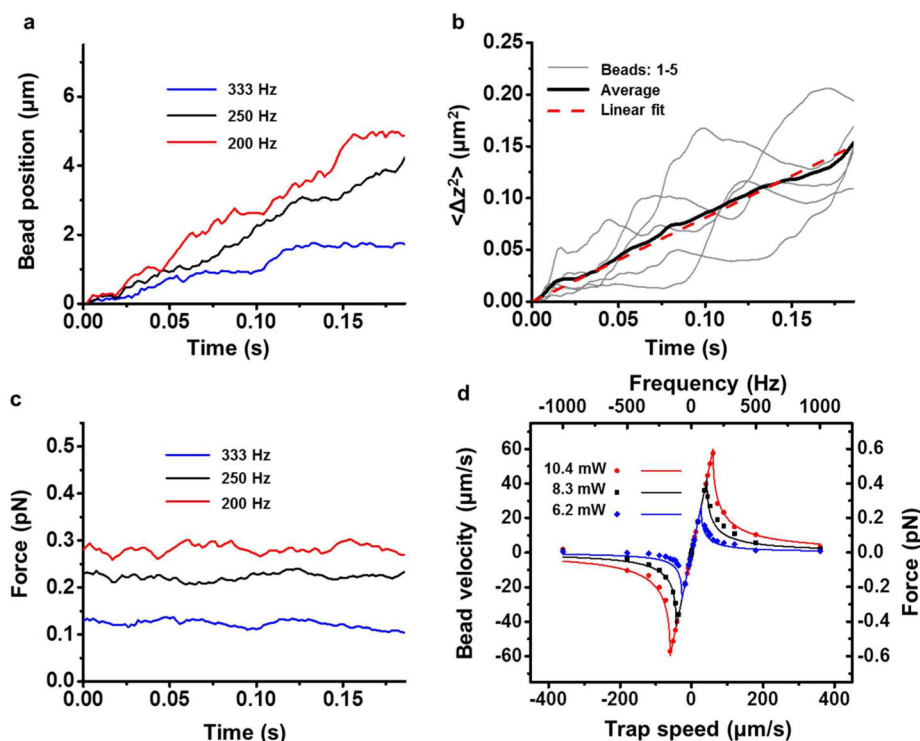 a
Bead position (μm)
6
4
2
0
333 Hz
250 Hz
200 Hz
0.00 0.05 0.10 0.15
Time (s)
b
<Δz²> (μm²)
0.25
0.20
0.15
0.10
0.05
0.00
Beads: 1-5
Average
Linear fit
0.00 0.05 0.10 0.15
Time (s)
c
Force (pN)
0.5
0.4
0.3
0.2
0.1
0.0
333 Hz
250 Hz
200 Hz
0.00 0.05 0.10 0.15
Time (s)
d
Frequency (Hz)
-1000 -500 0 500 1000
Bead velocity (μm/s)
60
40
20
0
-20
-40
-60
10.4 mW
8.3 mW
6.2 mW
0.6
0.4
0.2
0.0
-0.2
-0.4
-0.6
Force (pN)
-400 -200 0 200 400
Trap speed (μm/s)